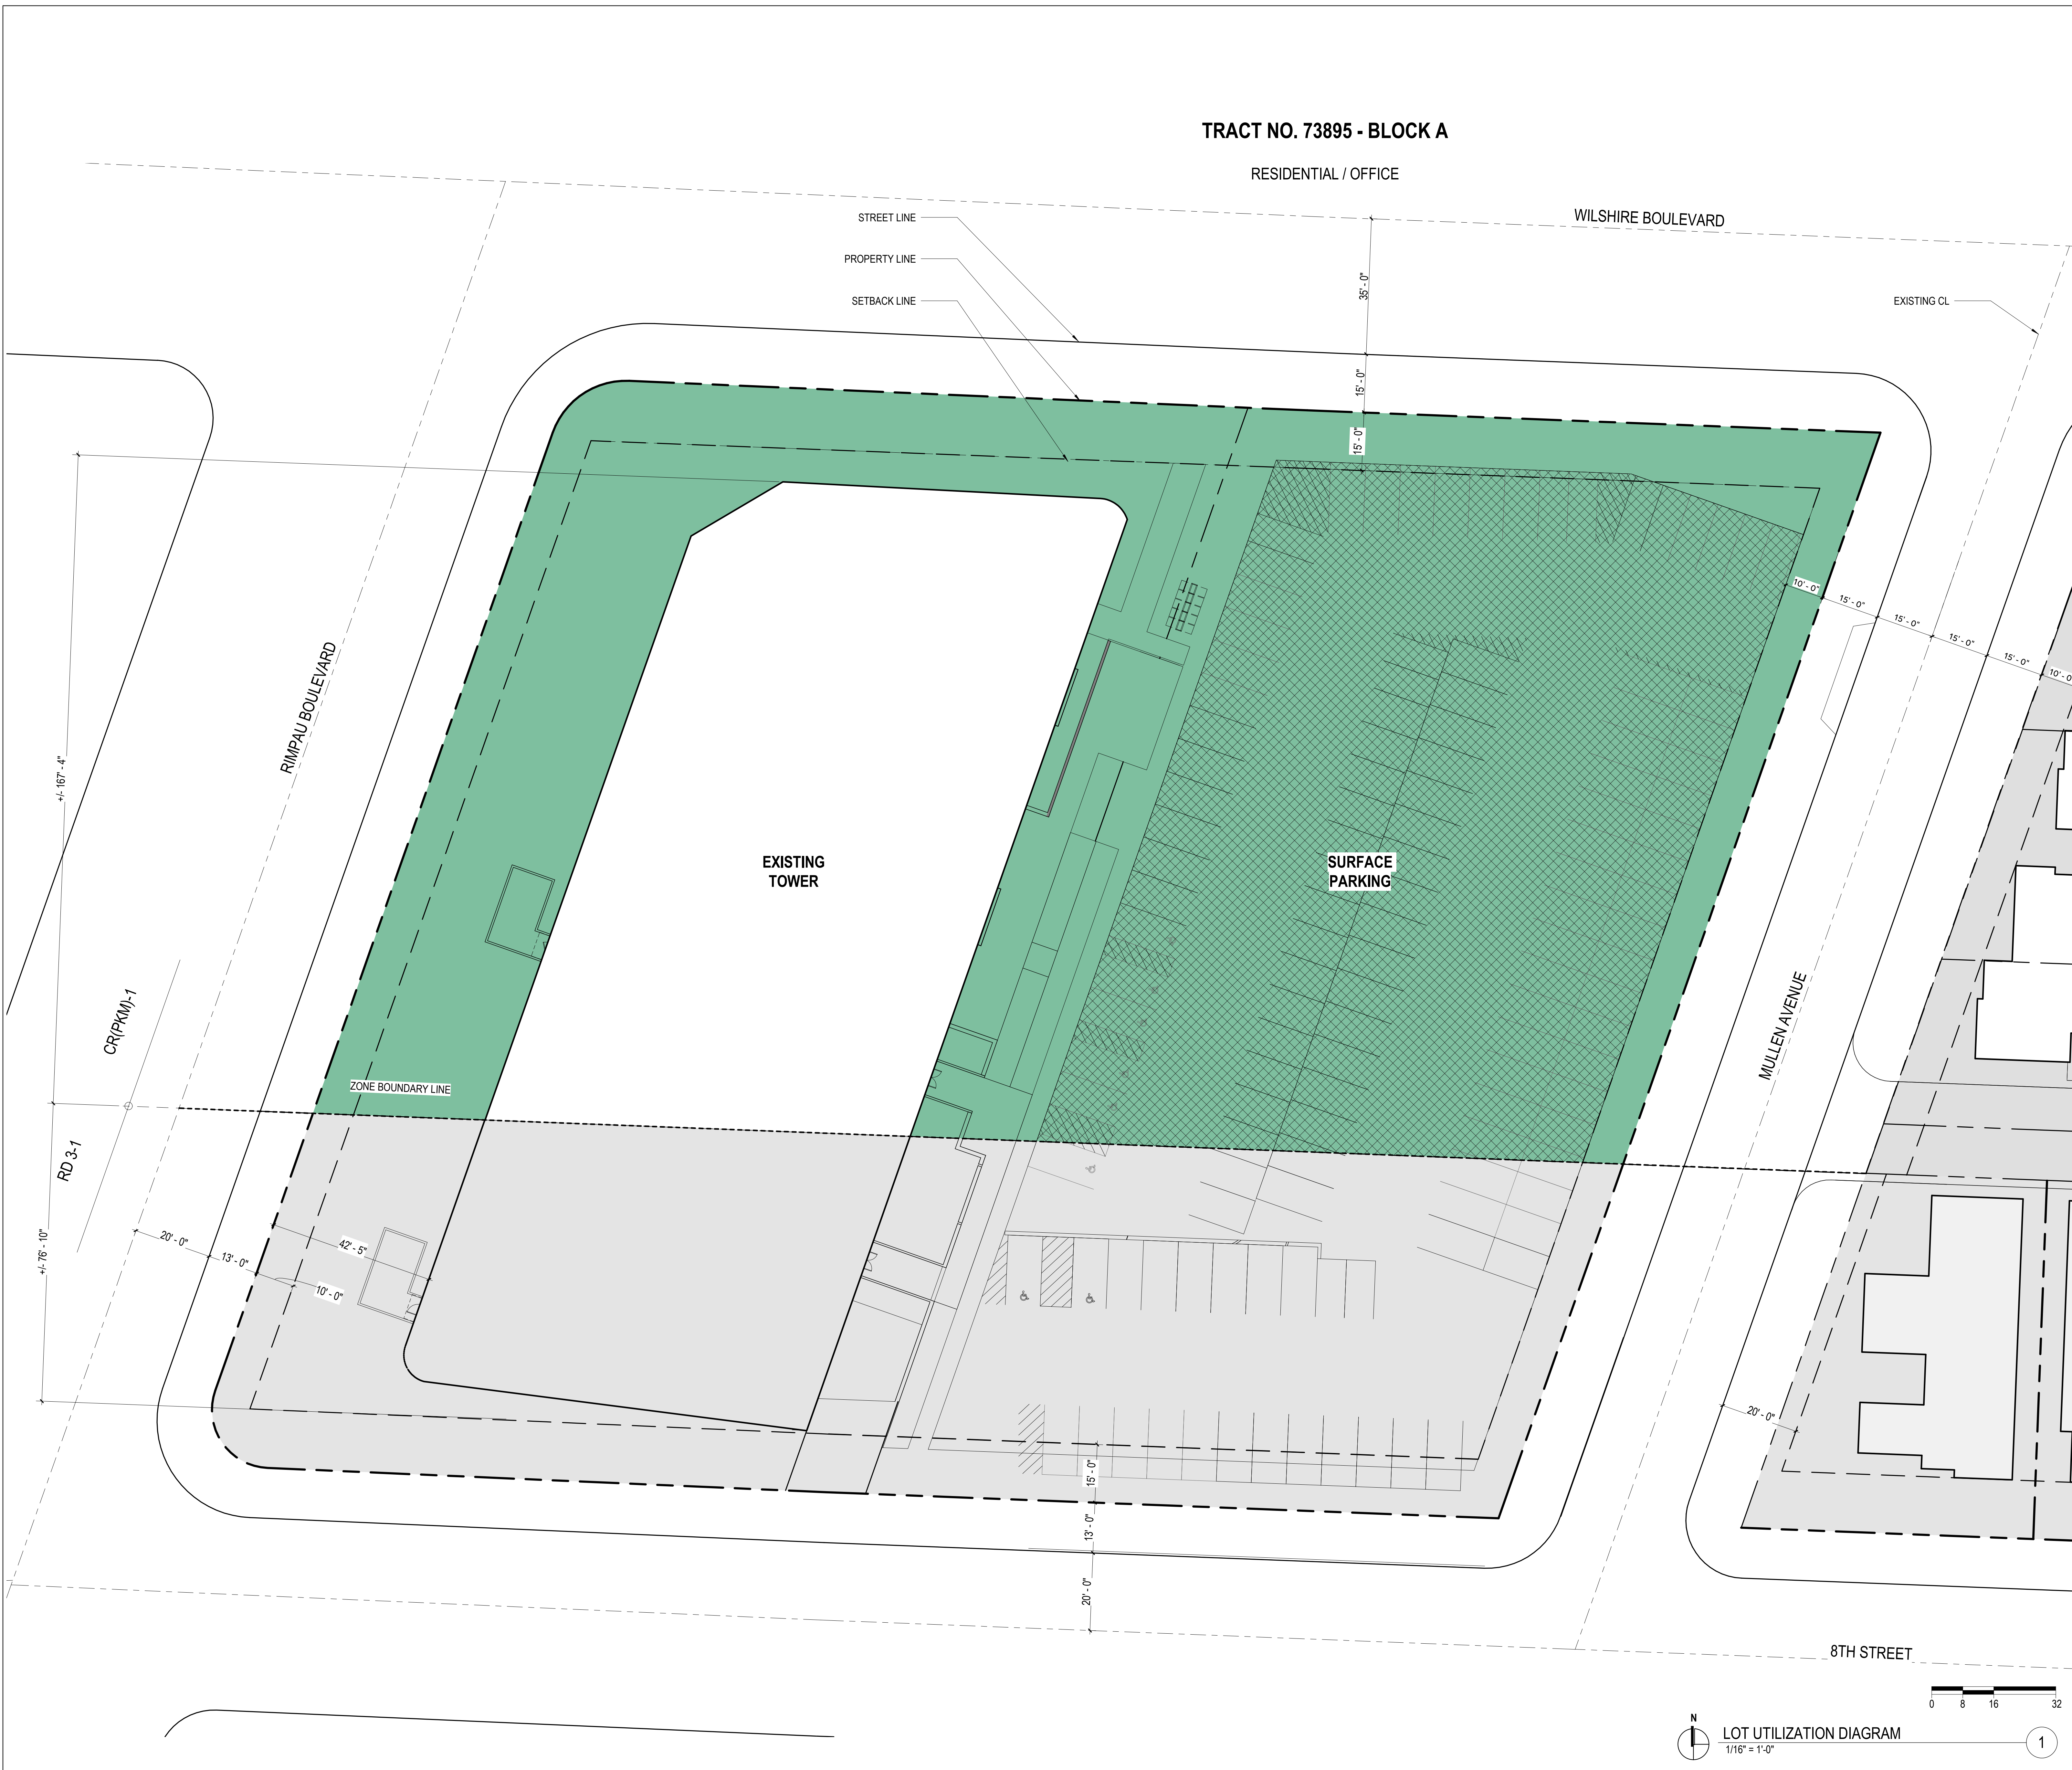 TRACT NO. 73895 - BLOCK A
RESIDENTIAL / OFFICE
STREET LINE
WILSHIRE BOULEVARD
PROPERTY LINE
SETBACK LINE
35' - 0"
EXISTING CL
15' - 0"
15' - 0"
10' - 0"
15' - 0"
15' - 0"
15' - 0"
15' - 0"
10' - 0
RIMPAU BOULEVARD
+/- 167' - 4"
EXISTING
TOWER
SURFACE
PARKING
CR(PKM)-1
MULLEN AVENUE
ZONE BOUNDARY LINE
RD 3-1
+/- 76' - 10"
20' - 0"
13' - 0"
42' - 5"
10' - 0"
20' - 0"
15' - 0"
13' - 0"
20' - 0"
8TH STREET
0 8 16 32
N
LOT UTILIZATION DIAGRAM
1/16" = 1'-0"
1